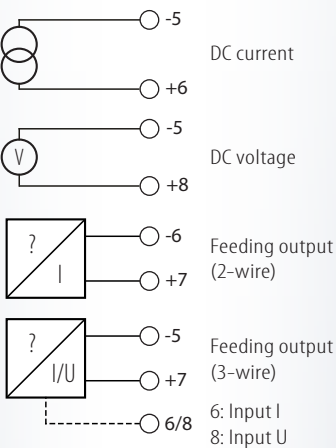 -5
DC current
+6
-5
V
DC voltage
+8
?
I
-6
Feeding output
+7
(2-wire)
?
I/U
-5
Feeding output
+7
(3-wire)
6/8
6: Input I
8: Input U